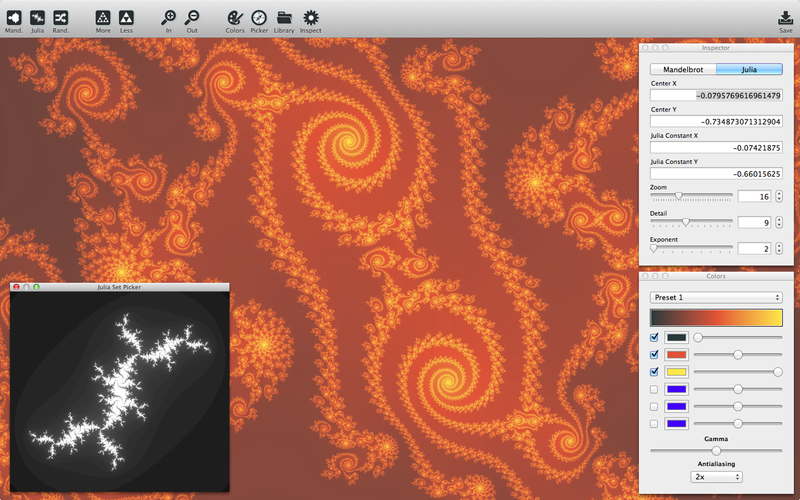 Mand. Julia Rand. More Less In Out Colors Picker Library Inspect Save
Inspector
Mandelbrot Julia
Center X
-0.0795769616961479
Center Y
-0.734873071312904
Julia Constant X
-0.07421875
Julia Constant Y
-0.66015625
Zoom
16
Detail
9
Exponent
2
Colors
Preset 1
Gamma
Antialiasing
2x
Julia Set Picker